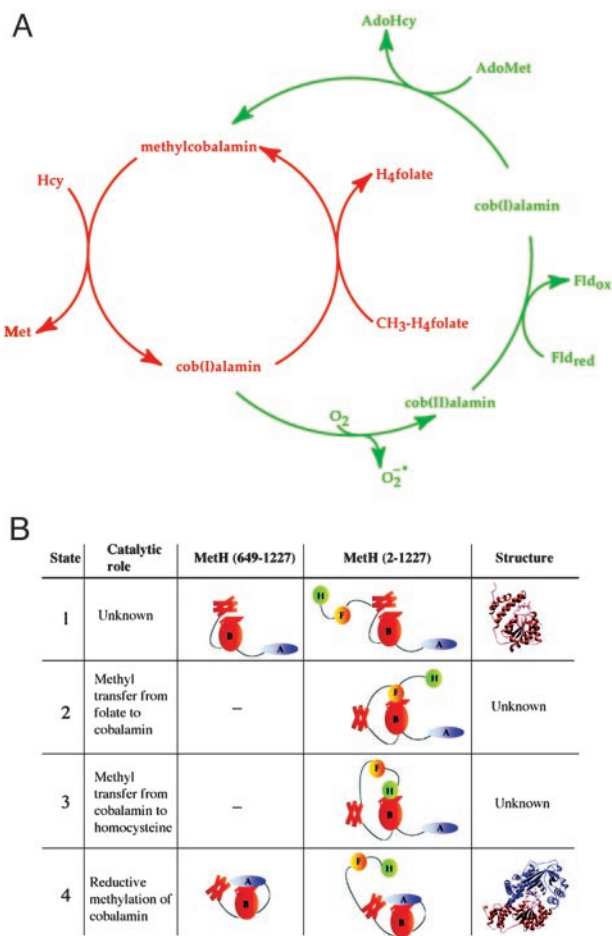 A
AdoHcy
AdoMet
methylcobalamin
Hcy
H4folate
cob(I)alamin
Fldox
Met
CH3-H4folate
cob(I)alamin
Fldred
O2
cob(II)alamin
O2−•
B
State
Catalytic
role
MetH (649-1227)
MetH (2-1227)
Structure
1
Unknown
B
A
H
F
B
A
2
Methyl
transfer from
folate to
cobalamin
–
F
H
B
A
Unknown
3
Methyl
transfer from
cobalamin to
homocysteine
–
F
H
B
A
Unknown
4
Reductive
methylation of
cobalamin
A
B
F
H
A
B